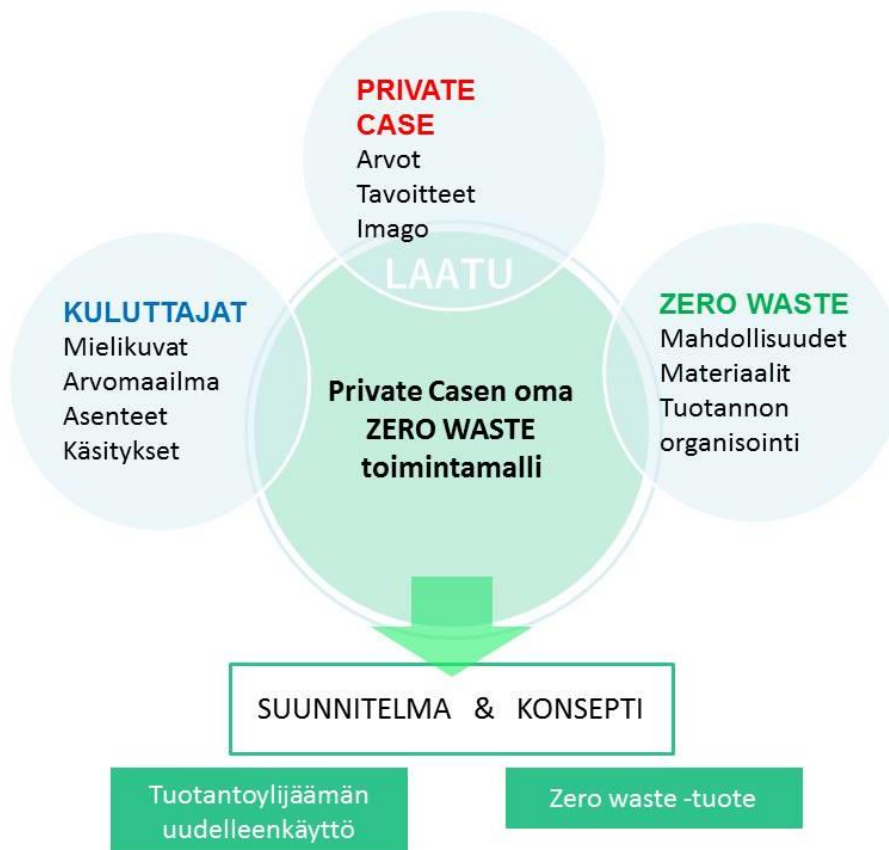 PRIVATE
CASE
Arvot
Tavoitteet
Imago
LAATU
KULUTTAJAT
Mielikuvat
Arvomaailma
Asenteet
Käsitykset
ZERO WASTE
Mahdollisuudet
Materiaalit
Tuotannon
organisointi
Private Casen oma
ZERO WASTE
toimintamalli
SUUNNITELMA & KONSEPTI
Tuotantoylijäämän
uudelleenkäyttö
Zero waste -tuote